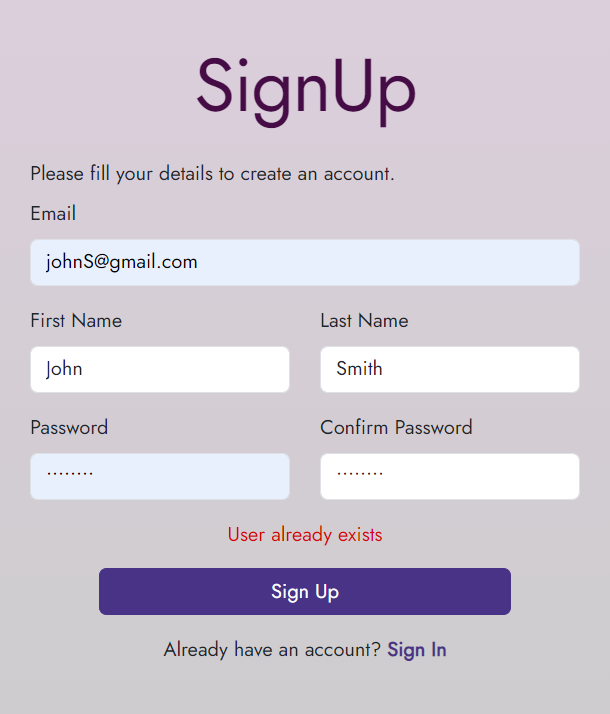 SignUp
Please fill your details to create an account.
Email
johnS@gmail.com
First Name
Last Name
John
Smith
Password
Confirm Password
········
········
User already exists
Sign Up
Already have an account? Sign In